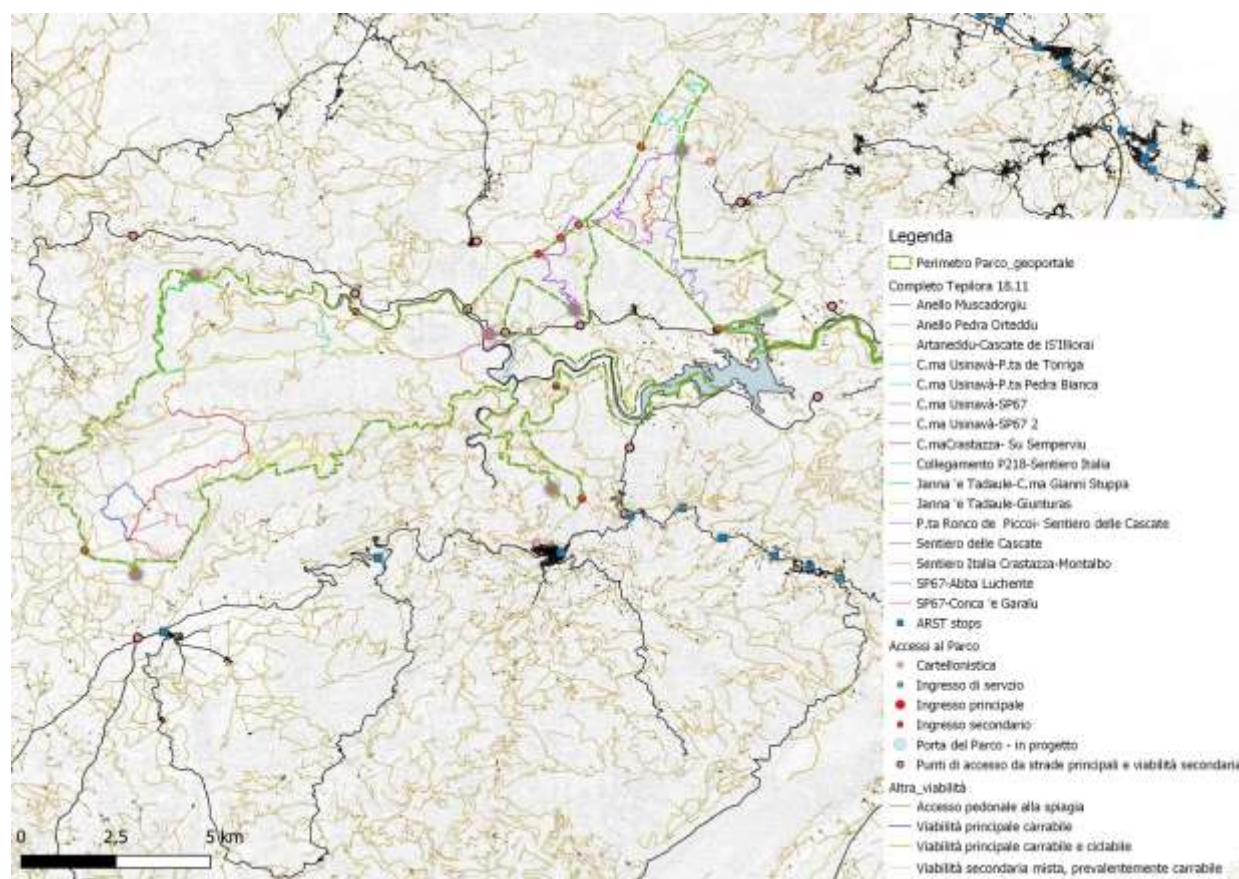 Legenda
Perimetro Parco_geoportale
Completo Tepilora 18.11
Anello Muscadorgiu
Anello Pedra Orteddu
Artaneddu-Cascate de iS'Illiorai
C.ma Usinavà-P.ta de Torriga
C.ma Usinavà-P.ta Pedra Bianca
C.ma Usinavà-SP67
C.ma Usinavà-SP67 2
C.maCrastazza- Su Semperviu
Collegamento P218-Sentiero Italia
Janna 'e Tadaule-C.ma Gianni Stuppa
Janna 'e Tadaule-Giunturas
P.ta Ronco de Piccoi- Sentiero delle Cascate
Sentiero delle Cascate
Sentiero Italia Crastazza-Montalbo
SP67-Abba Luchente
SP67-Conca 'e Garalu
ARST stops
Accessi al Parco
Cartellonistica
Ingresso di servzio
Ingresso principale
Ingresso secondario
Porta del Parco - in progetto
Punti di accesso da strade principali e viabilità secondaria
Altra_viabilità
Accesso pedonale alla spiagia
Viabilità principale carrabile
Viabilità principale carrabile e ciclabile
Viabilità secondaria mista, prevalentemente carrabile
0 2,5 5 km